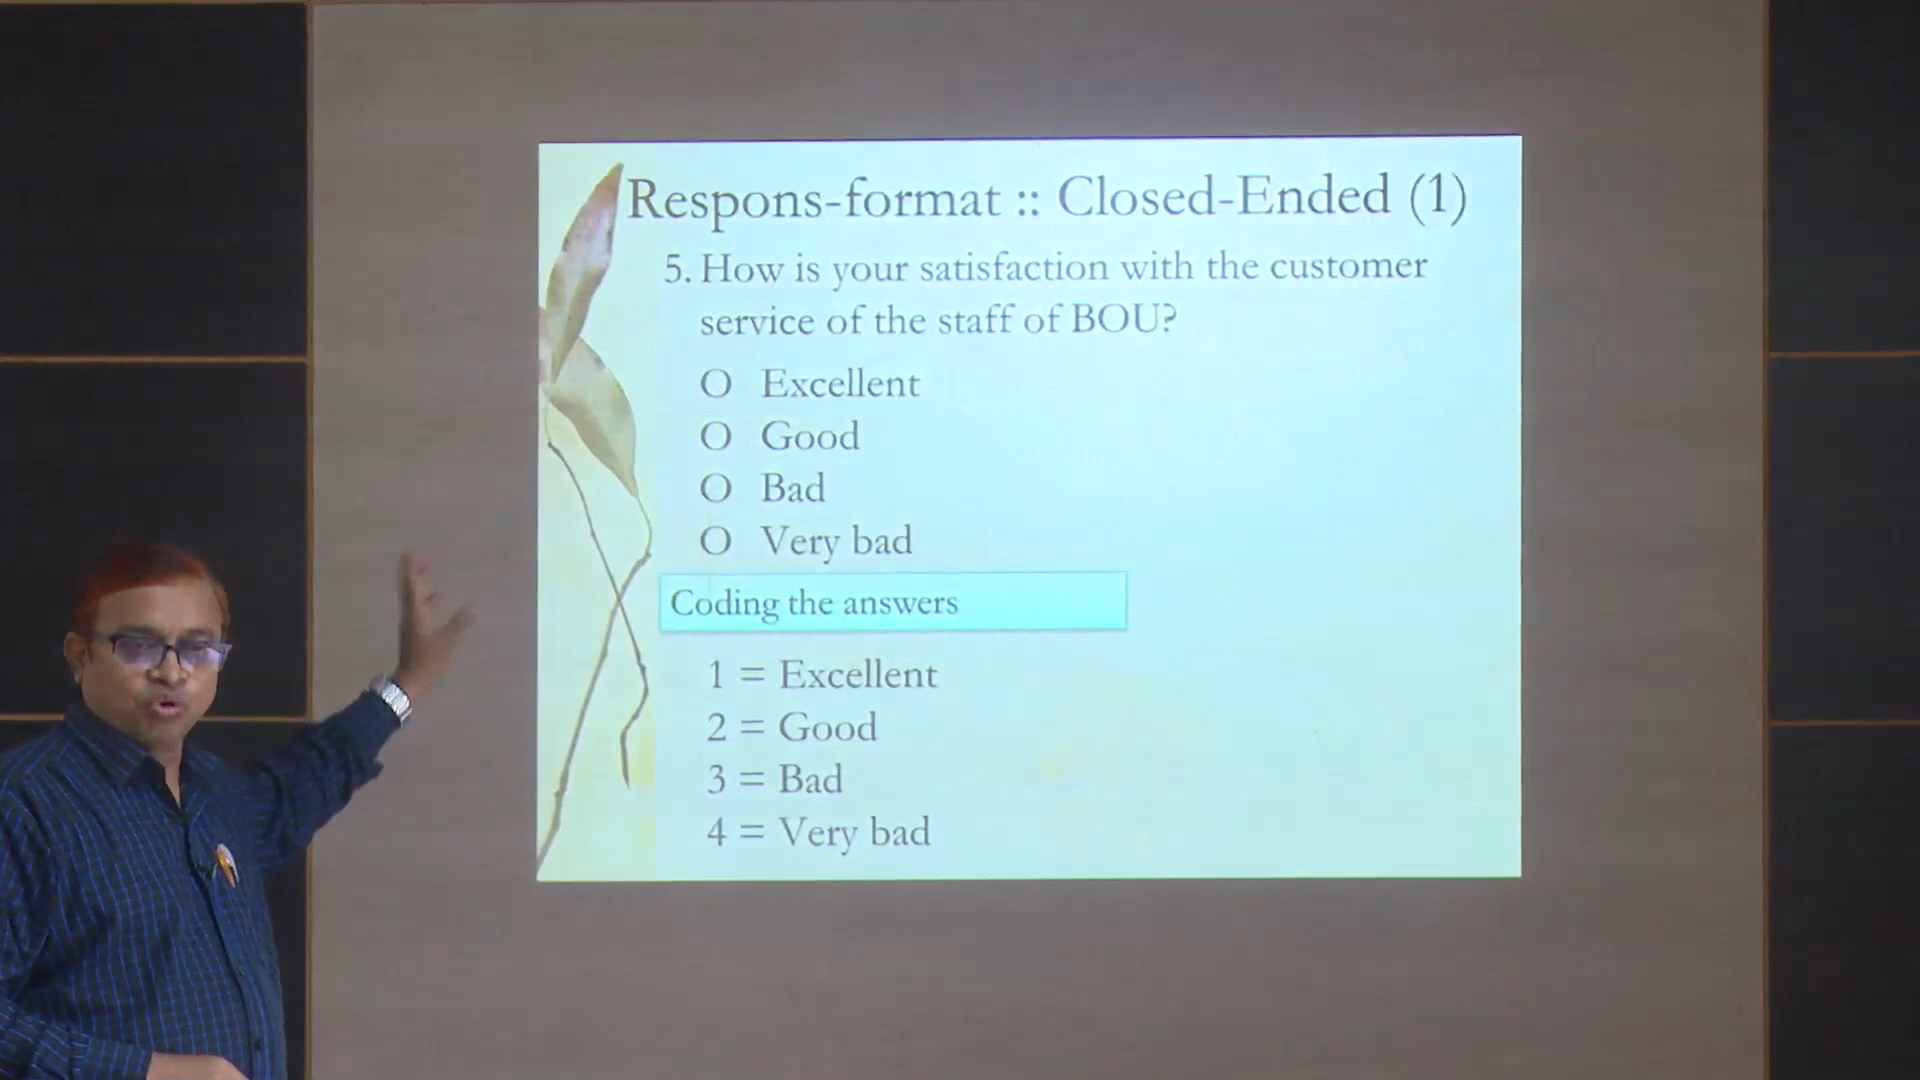 Respons-format :: Closed-Ended (1)
5. How is your satisfaction with the customer
service of the staff of BOU?
O Excellent
O Good
O Bad
O Very bad
Coding the answers
1 = Excellent
2 = Good
3 = Bad
4 = Very bad